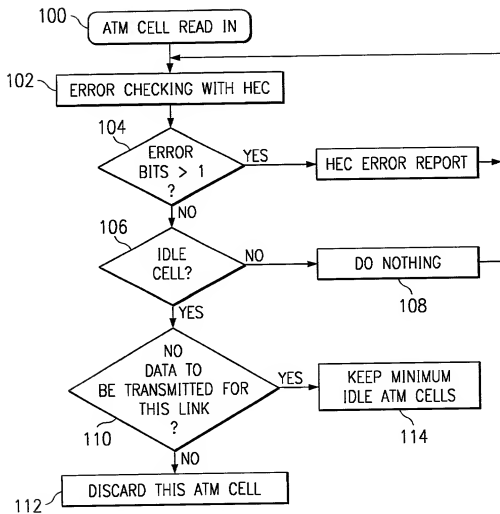 100
ATM CELL READ IN
102
ERROR CHECKING WITH HEC
104
ERROR
BITS > 1
?
YES
HEC ERROR REPORT
NO
106
IDLE
CELL?
NO
DO NOTHING
108
YES
NO
DATA TO
BE TRANSMITTED FOR
THIS LINK
?
110
YES
KEEP MINIMUM
IDLE ATM CELLS
114
NO
112
DISCARD THIS ATM CELL